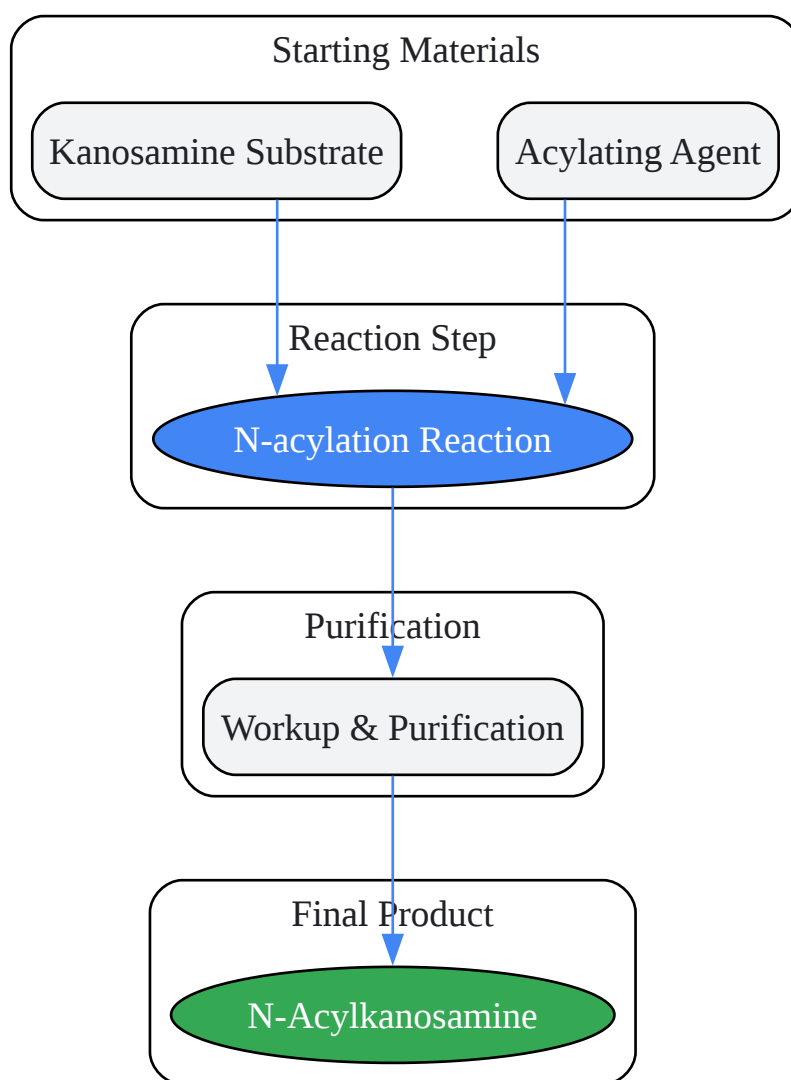 Starting Materials
Kanosamine Substrate
Acylating Agent
Reaction Step
N-acylation Reaction
Purification
Workup & Purification
Final Product
N-Acylkanosamine